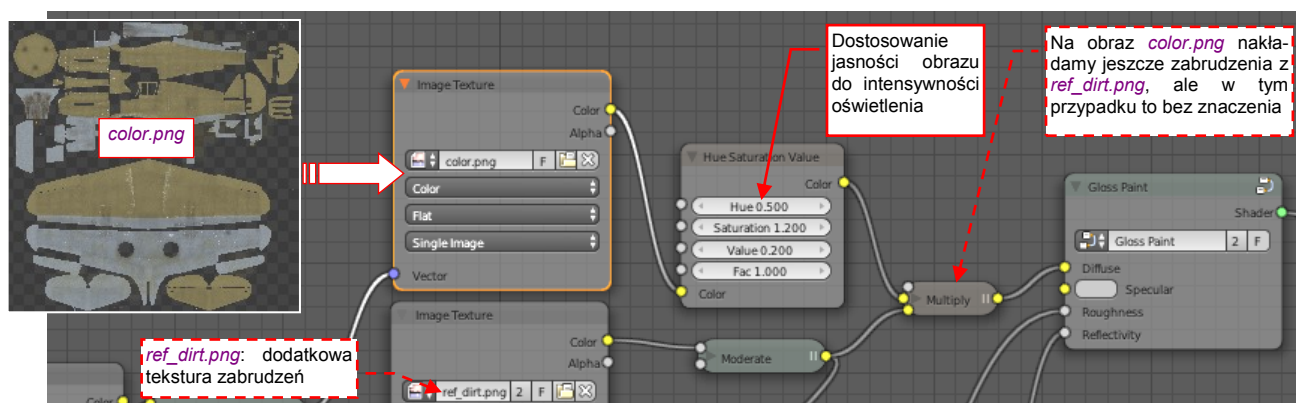 color.png
Image Texture
Color
Alpha
color.png F
Color
Flat
Single Image
Vector
Dostosowanie
jasności obrazu
do intensywności
oświetlenia
Na obraz color.png nakła-
damy jeszcze zabrudzenia z
ref_dirt.png, ale w tym
przypadku to bez znaczenia
Hue Saturation Value
Color
Hue 0.500
Saturation 1.200
Value 0.200
Fac 1.000
Color
Multiply
Gloss Paint
Shader
Gloss Paint 2 F
Diffuse
Specular
Roughness
Reflectivity
ref_dirt.png: dodatkowa
tekstura zabrudzeń
Image Texture
Color
Alpha
ref_dirt.png 2 F
Moderate
Color